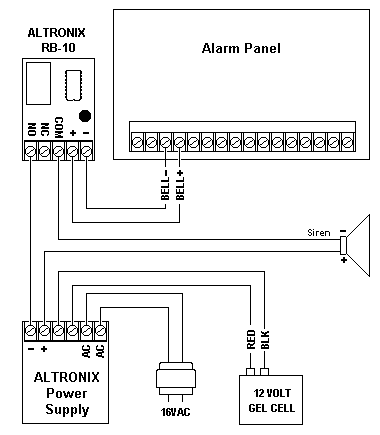 ALTRONIX
RB-10
Alarm Panel
NO
NC
COM
+
−
BELL−
BELL+
Siren
−
+
−
+
AC
AC
RED
BLK
ALTRONIX
Power
Supply
16VAC
12 VOLT
GEL CELL